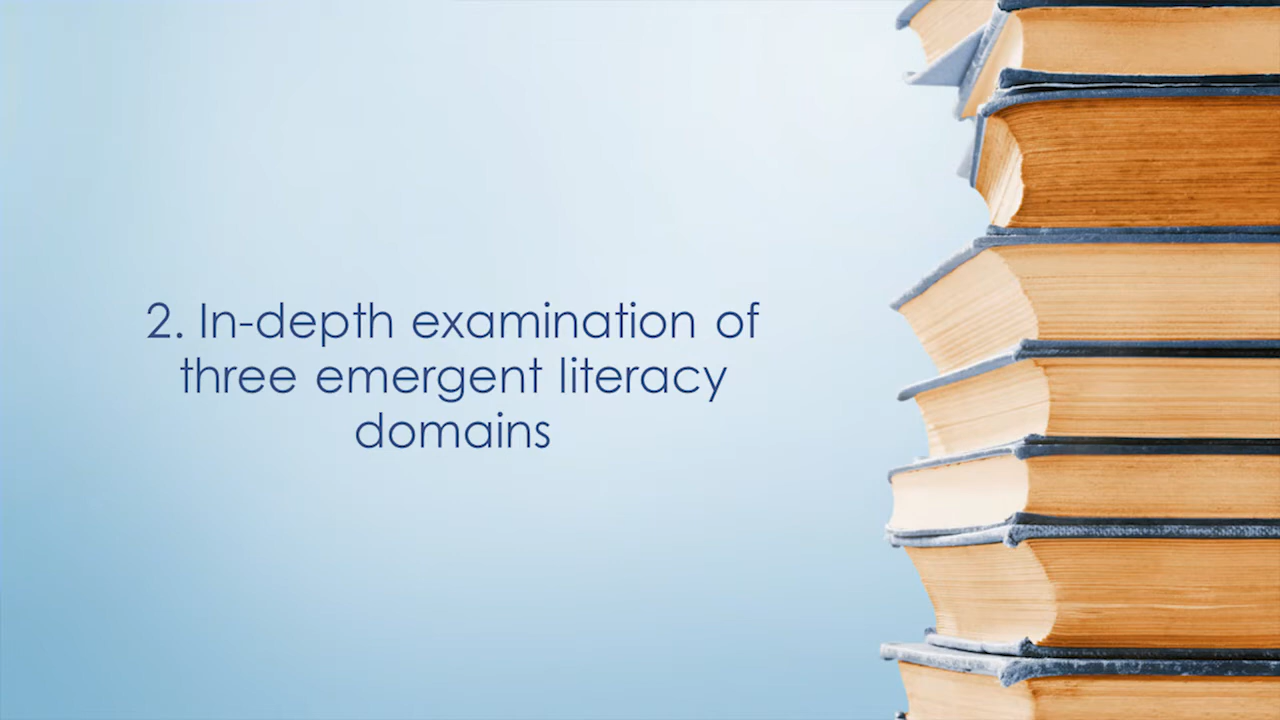 2. In-depth examination of
three emergent literacy
domains